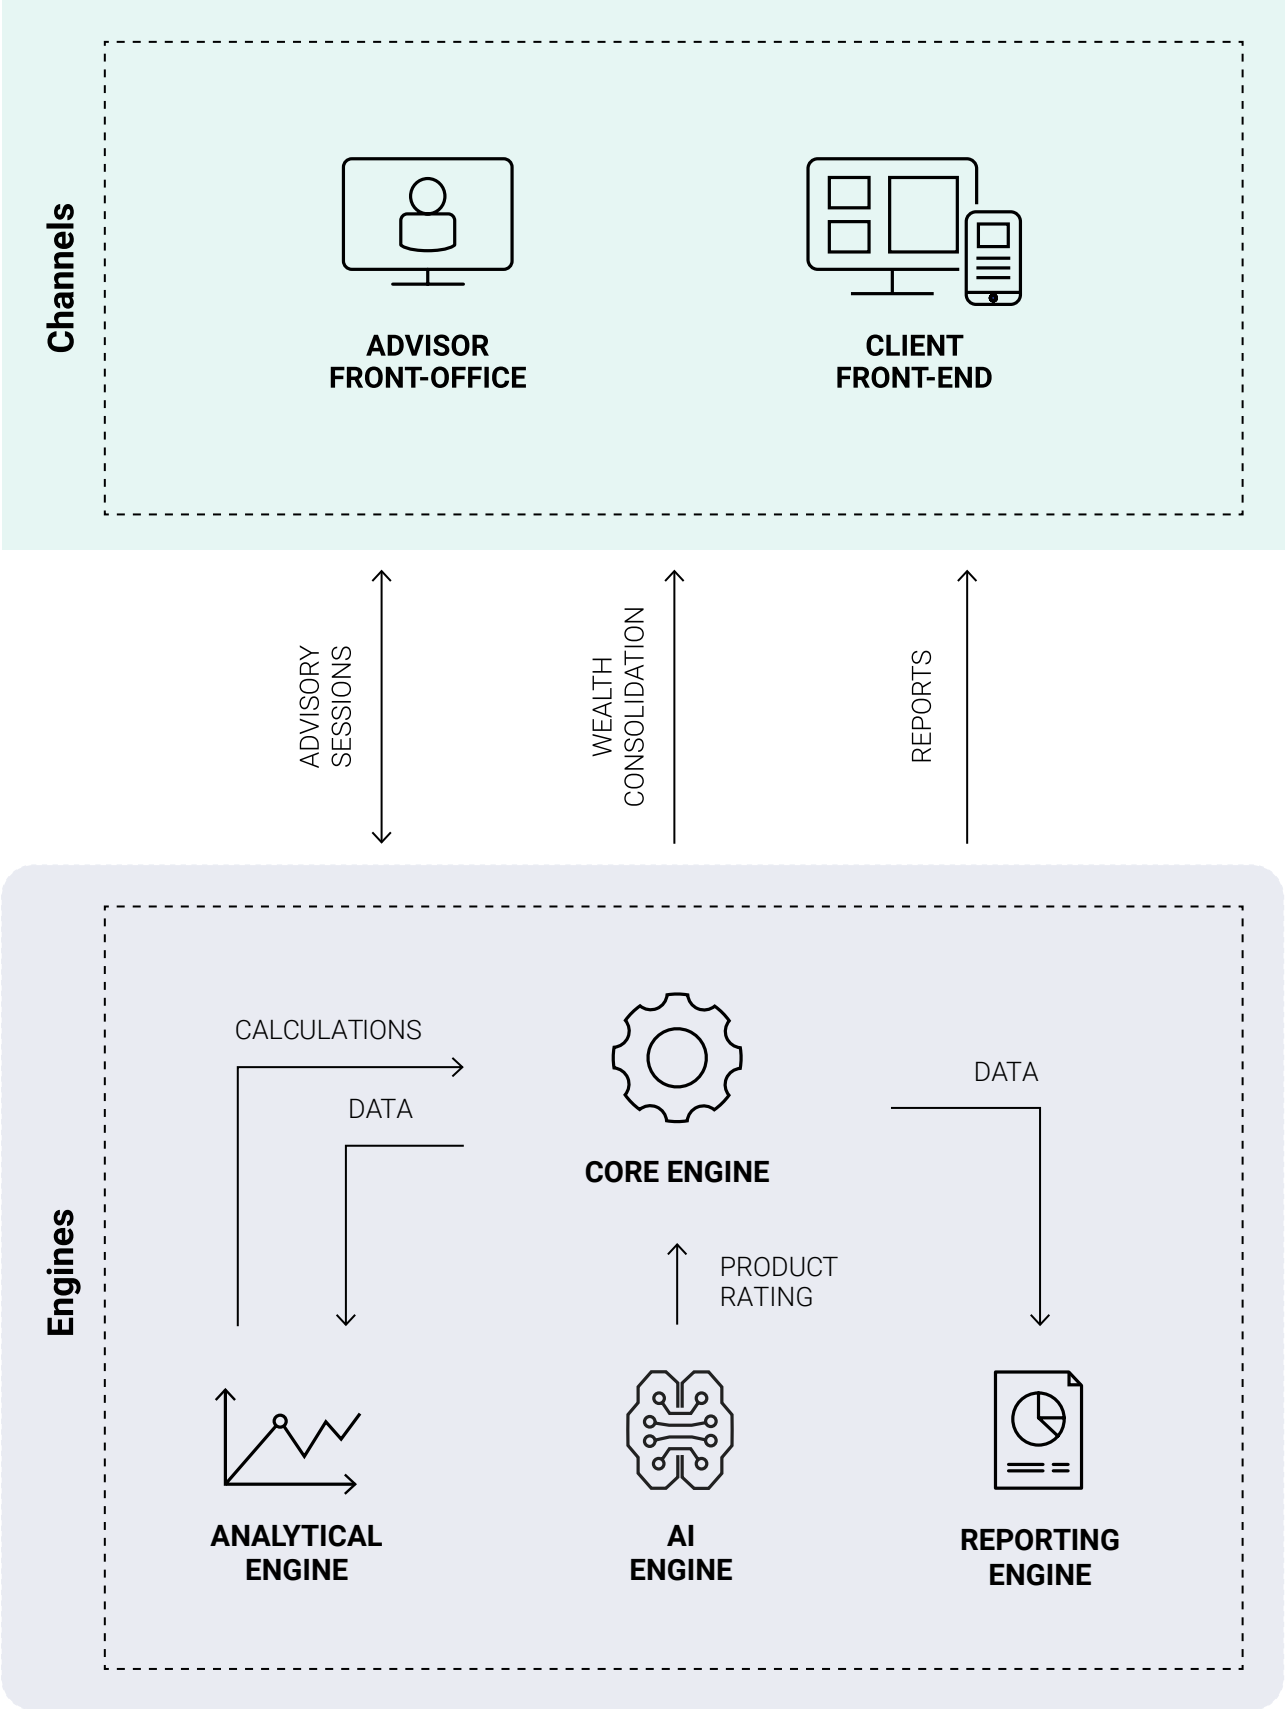 Channels
ADVISOR
FRONT-OFFICE
CLIENT
FRONT-END
ADVISORY
SESSIONS
WEALTH
CONSOLIDATION
REPORTS
Engines
CALCULATIONS
DATA
CORE ENGINE
DATA
PRODUCT
RATING
ANALYTICAL
ENGINE
AI
ENGINE
REPORTING
ENGINE